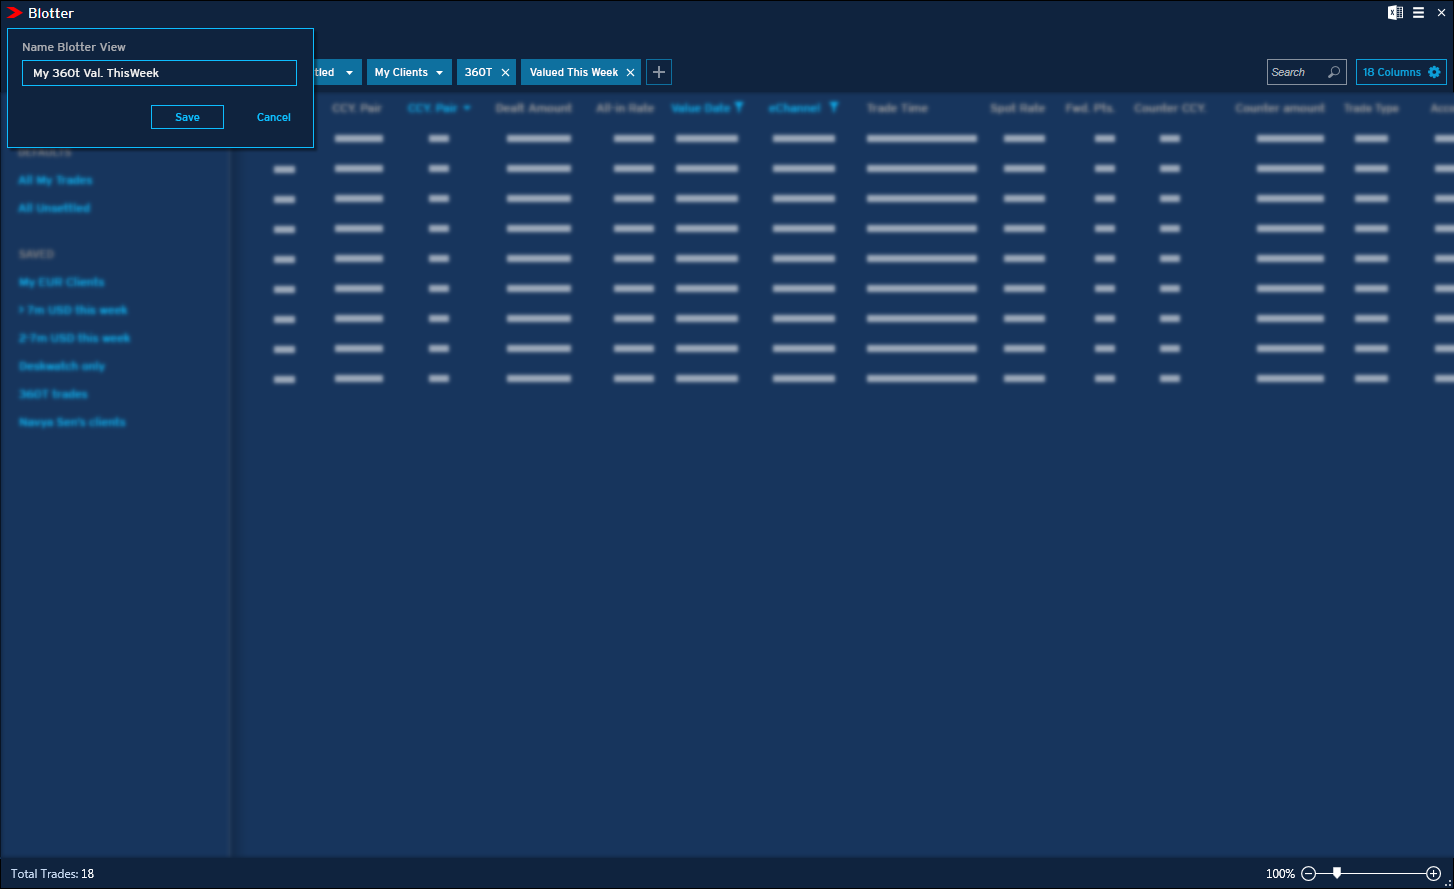 Blotter
Name Blotter View
My 360t Val. ThisWeek
Save
Cancel
tled
My Clients
360T
Valued This Week
Search
18 Columns
CCY. Pair
CCY. Pair
Dealt Amount
All-in Rate
Value Date
eChannel
Trade Time
Spot Rate
Fwd. Pts.
Counter CCY.
Counter amount
Trade Type
DEFAULTS
All My Trades
All Unsettled
SAVED
My EUR Clients
> 7m USD this week
2-7m USD this week
Deskwatch only
360T trades
Navya Sen's clients
Total Trades: 18
100%